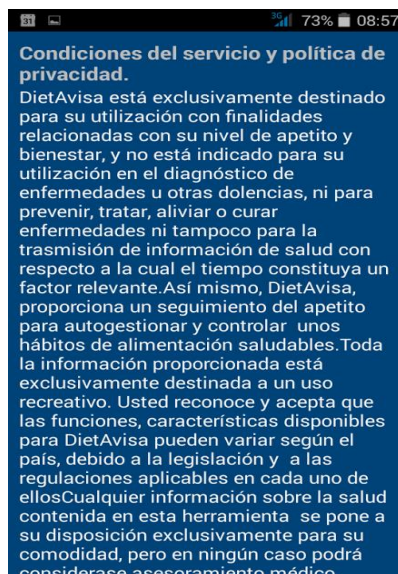 31
3G 73% 08:57
Condiciones del servicio y política de
privacidad.
DietAvisa está exclusivamente destinado
para su utilización con finalidades
relacionadas con su nivel de apetito y
bienestar, y no está indicado para su
utilización en el diagnóstico de
enfermedades u otras dolencias, ni para
prevenir, tratar, aliviar o curar
enfermedades ni tampoco para la
trasmisión de información de salud con
respecto a la cual el tiempo constituya un
factor relevante.Así mismo, DietAvisa,
proporciona un seguimiento del apetito
para autogestionar y controlar  unos
hábitos de alimentación saludables.Toda
la información proporcionada está
exclusivamente destinada a un uso
recreativo. Usted reconoce y acepta que
las funciones, características disponibles
para DietAvisa pueden variar según el
país, debido a la legislación y  a las
regulaciones aplicables en cada uno de
ellosCualquier información sobre la salud
contenida en esta herramienta  se pone a
su disposición exclusivamente para su
comodidad, pero en ningún caso podrá
considerase asesoramiento médico